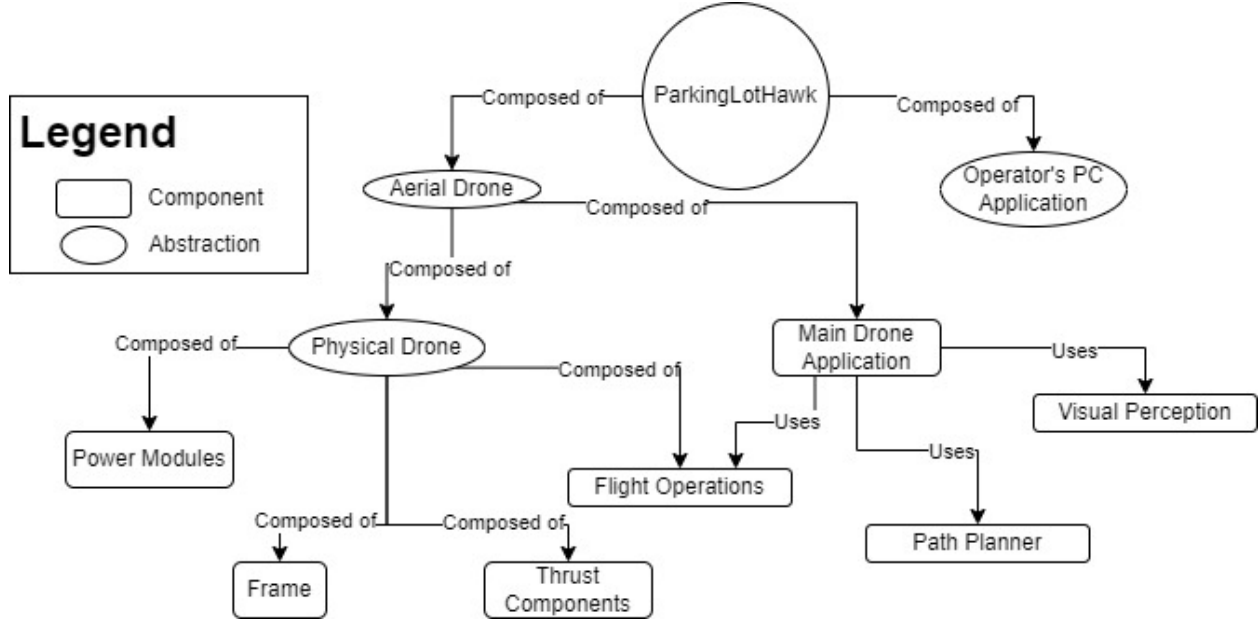 Composed of
ParkingLotHawk
Composed of
Legend
Component
Abstraction
Aerial Drone
Composed of
Operator's PC
Application
Composed of
Composed of
Physical Drone
Main Drone
Application
Uses
Composed of
Visual Perception
Uses
Power Modules
Uses
Flight Operations
Composed of
Composed of
Path Planner
Frame
Thrust
Components